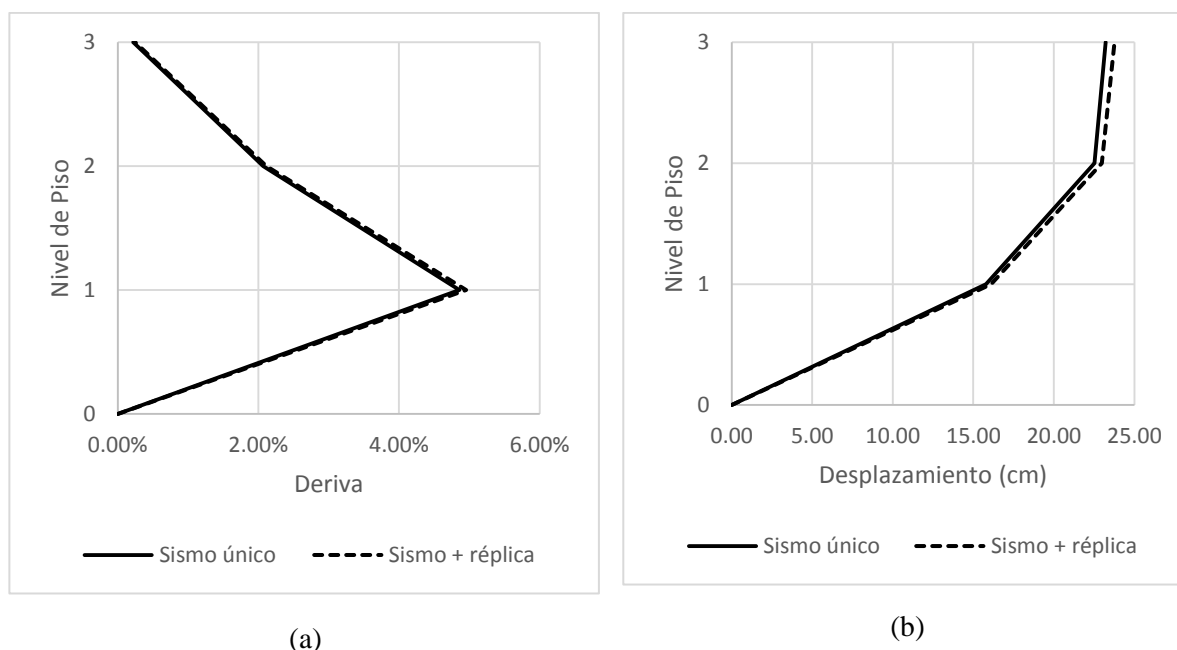 3
2
1
0
Nivel de Piso
0.00% 2.00% 4.00% 6.00%
Deriva
Sismo único Sismo + réplica
(a)
3
2
1
0
Nivel de Piso
0.00 5.00 10.00 15.00 20.00 25.00
Desplazamiento (cm)
Sismo único Sismo + réplica
(b)